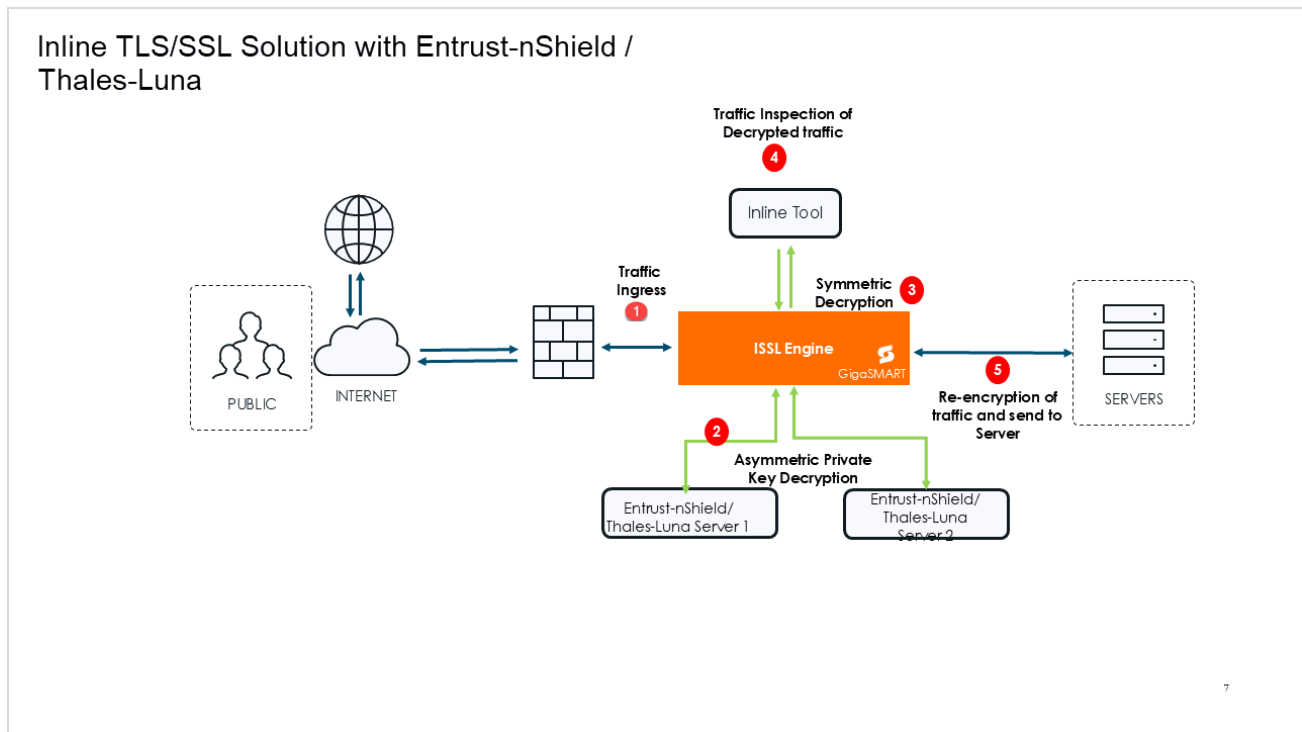 Inline TLS/SSL Solution with Entrust-nShield /
Thales-Luna
Traffic Inspection of
Decrypted traffic
4
Inline Tool
Traffic
Ingress
1
Symmetric
Decryption
3
ISSL Engine
GigaSMART
PUBLIC
INTERNET
SERVERS
5
Re-encryption of
traffic and send to
Server
2
Asymmetric Private
Key Decryption
Entrust-nShield/
Thales-Luna Server 1
Entrust-nShield/
Thales-Luna
Server 2
7